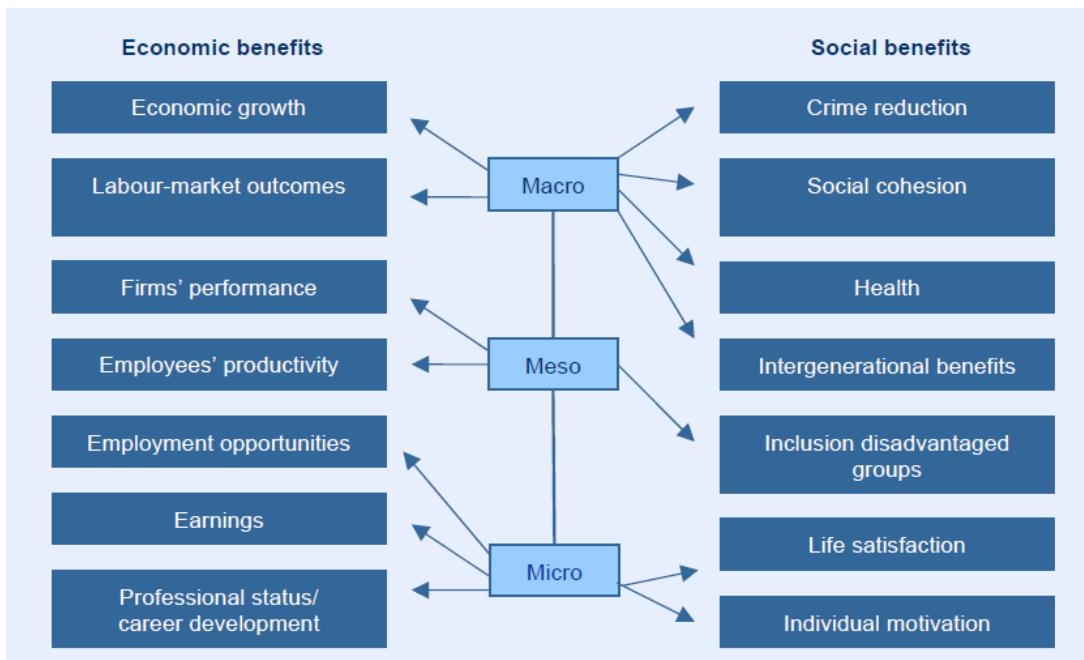 Economic benefits
Social benefits
Economic growth
Crime reduction
Labour-market outcomes
Macro
Social cohesion
Firms’ performance
Health
Employees’ productivity
Meso
Intergenerational benefits
Employment opportunities
Inclusion disadvantaged
groups
Earnings
Life satisfaction
Micro
Professional status/
career development
Individual motivation